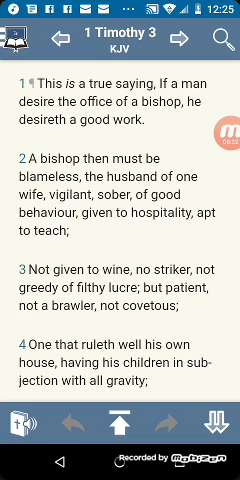 12:25
1 Timothy 3
KJV
1 ¶ This is a true saying, If a man
desire the office of a bishop, he
desireth a good work.
2 A bishop then must be
blameless, the husband of one
wife, vigilant, sober, of good
behaviour, given to hospitality, apt
to teach;
3 Not given to wine, no striker, not
greedy of filthy lucre; but patient,
not a brawler, not covetous;
4 One that ruleth well his own
house, having his children in sub-
jection with all gravity;
Recorded by Mobizen